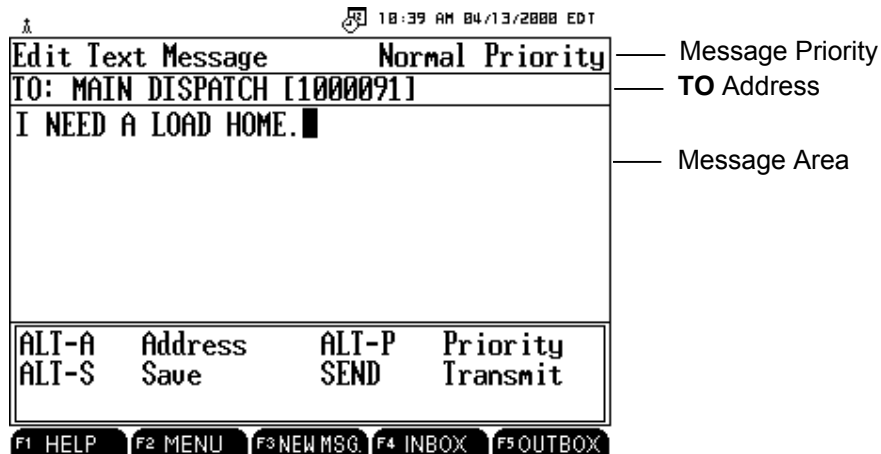 10:39 AM 04/13/2000 EDT
Edit Text Message Normal Priority
Message Priority
TO: MAIN DISPATCH [1000091]
TO Address
I NEED A LOAD HOME.
Message Area
ALT-A Address ALT-P Priority
ALT-S Save SEND Transmit
F1 HELP F2 MENU F3 NEW MSG. F4 INBOX F5 OUTBOX